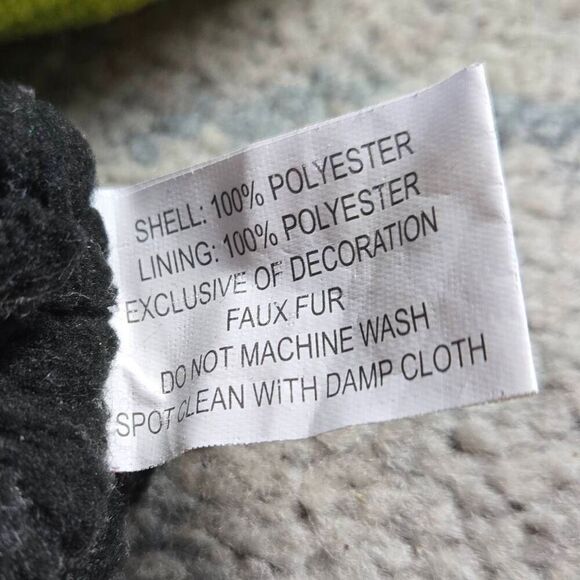 SHELL: 100% POLYESTER
LINING: 100% POLYESTER
EXCLUSIVE OF DECORATION
FAUX FUR
DO NOT MACHINE WASH
SPOT CLEAN WiTH DAMP CLOTH